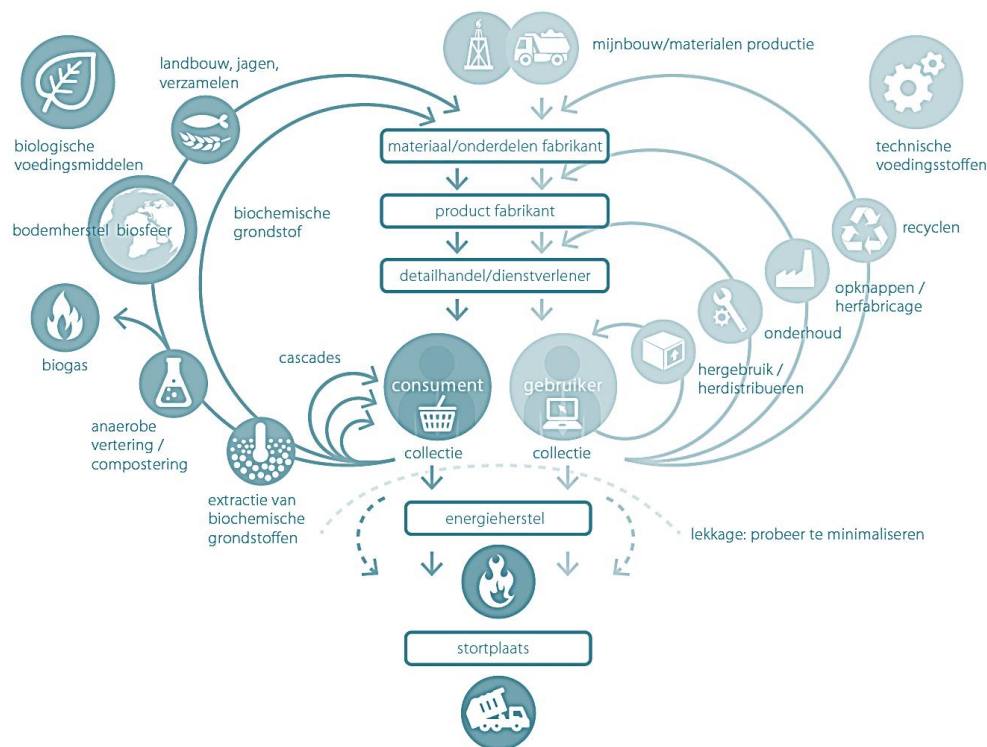 mijnbouw/materialen productie
landbouw, jagen,
verzamelen
biologische
voedingsmiddelen
technische
voedingsstoffen
materiaal/onderdelen fabrikant
product fabrikant
detailhandel/dienstverlener
biochemische
grondstof
bodemherstel biosfeer
recyclen
opknappen /
herfabricage
onderhoud
hergebruik /
herdistribueren
biogas
cascades
consument
gebruiker
anaerobe
vertering /
compostering
collectie
collectie
extractie van
biochemische
grondstoffen
energieherstel
lekkage: probeer te minimaliseren
stortplaats